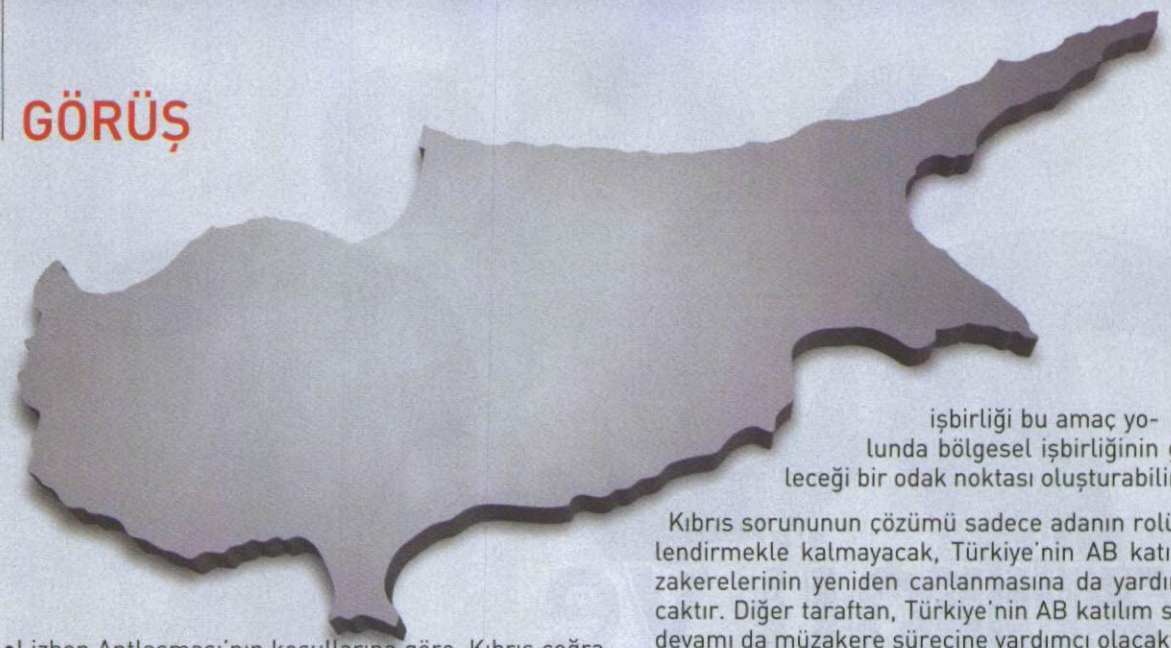 GÖRÜŞ
•Lizbon Antlaşması'nın koşullarına göre, Kıbrıs coğra-
işbirliği bu amaç yo-
lunda bölgesel işbirliğinin
leceği bir odak noktası oluşturabilir
Kıbrıs sorununun çözümü sadece adanın rolü
lendirmekle kalmayacak, Türkiye'nin AB katı
zakerelerinin yeniden canlanmasına da yardı
caktır. Diğer taraftan, Türkiye'nin AB katılım s
devamı da müzakere sürecine yardımcı olacak